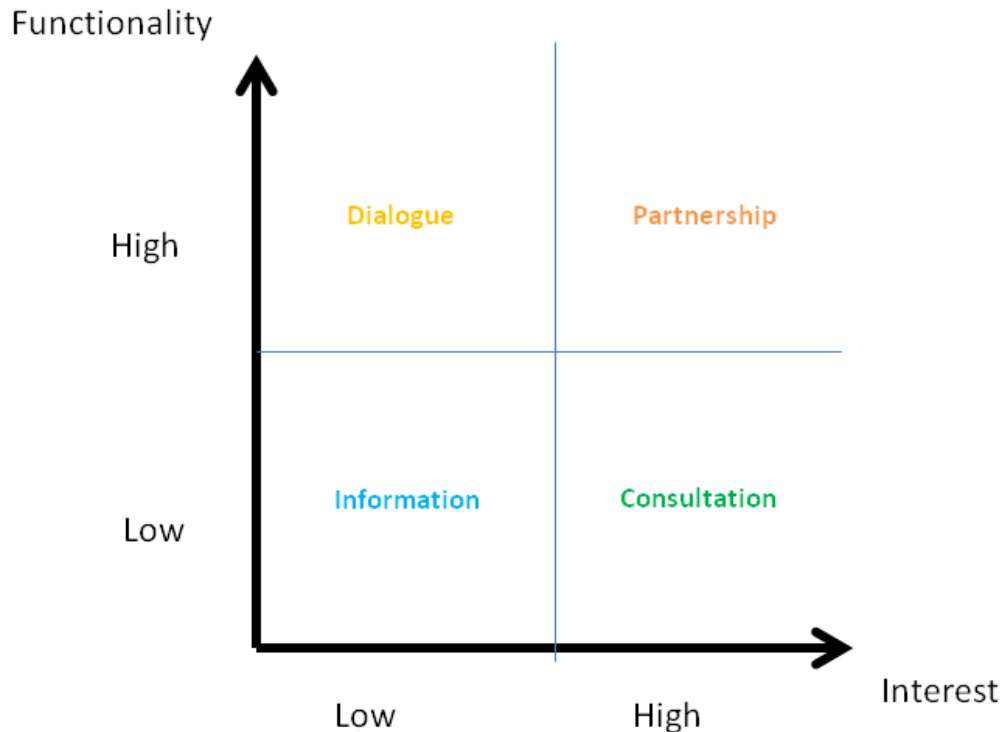 Functionality
Dialogue
Partnership
High
Information
Consultation
Low
Interest
Low
High